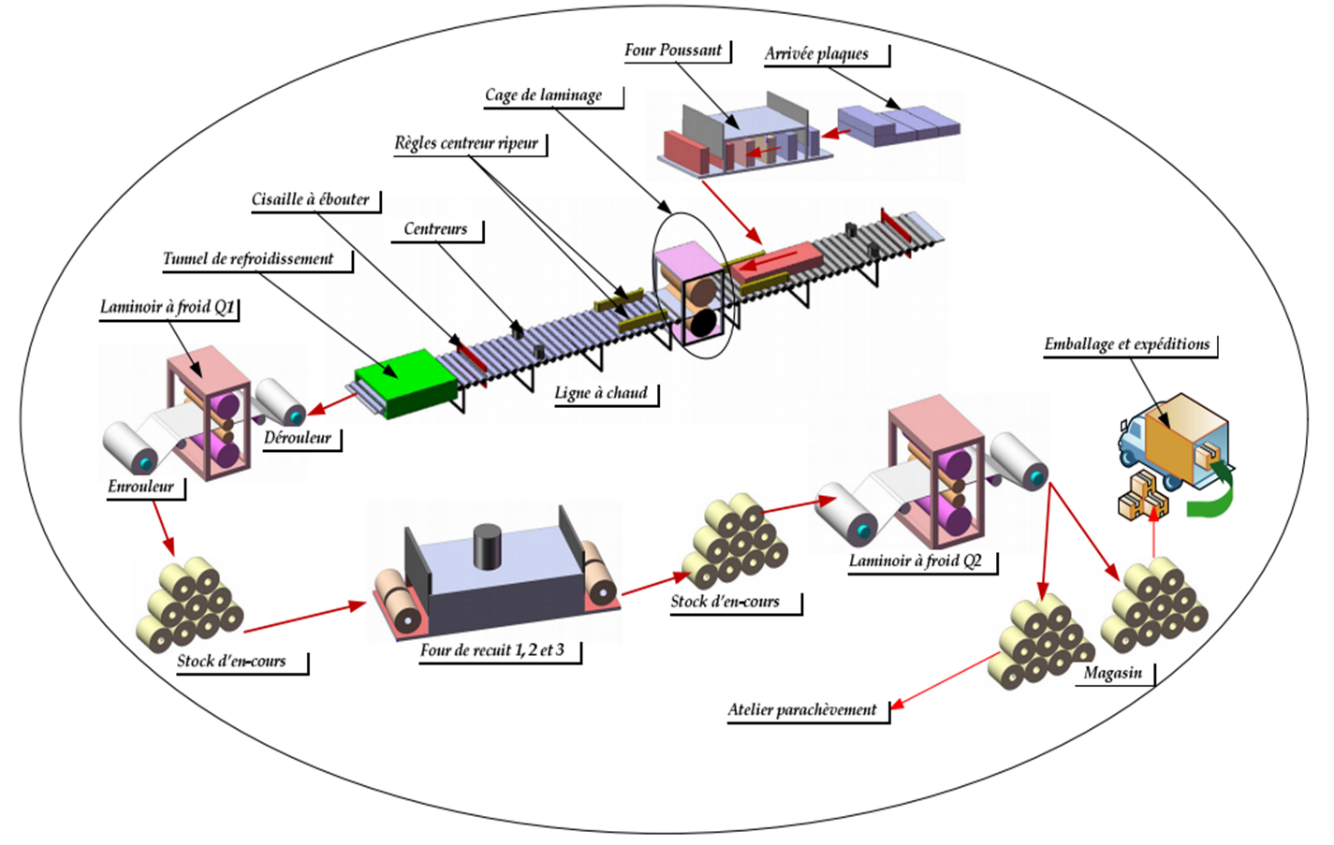 Four Poussant
Arrivée plaques
Cage de laminage
Règles centreur ripeur
Cisaille à ébouter
Centreurs
Tunnel de refroidissement
Laminoir à froid Q1
Emballage et expéditions
Ligne à chaud
Dérouleur
Enrouleur
Laminoir à froid Q2
Stock d'en-cours
Four de recuit 1, 2 et 3
Stock d'en-cours
Magasin
Atelier parachèvement